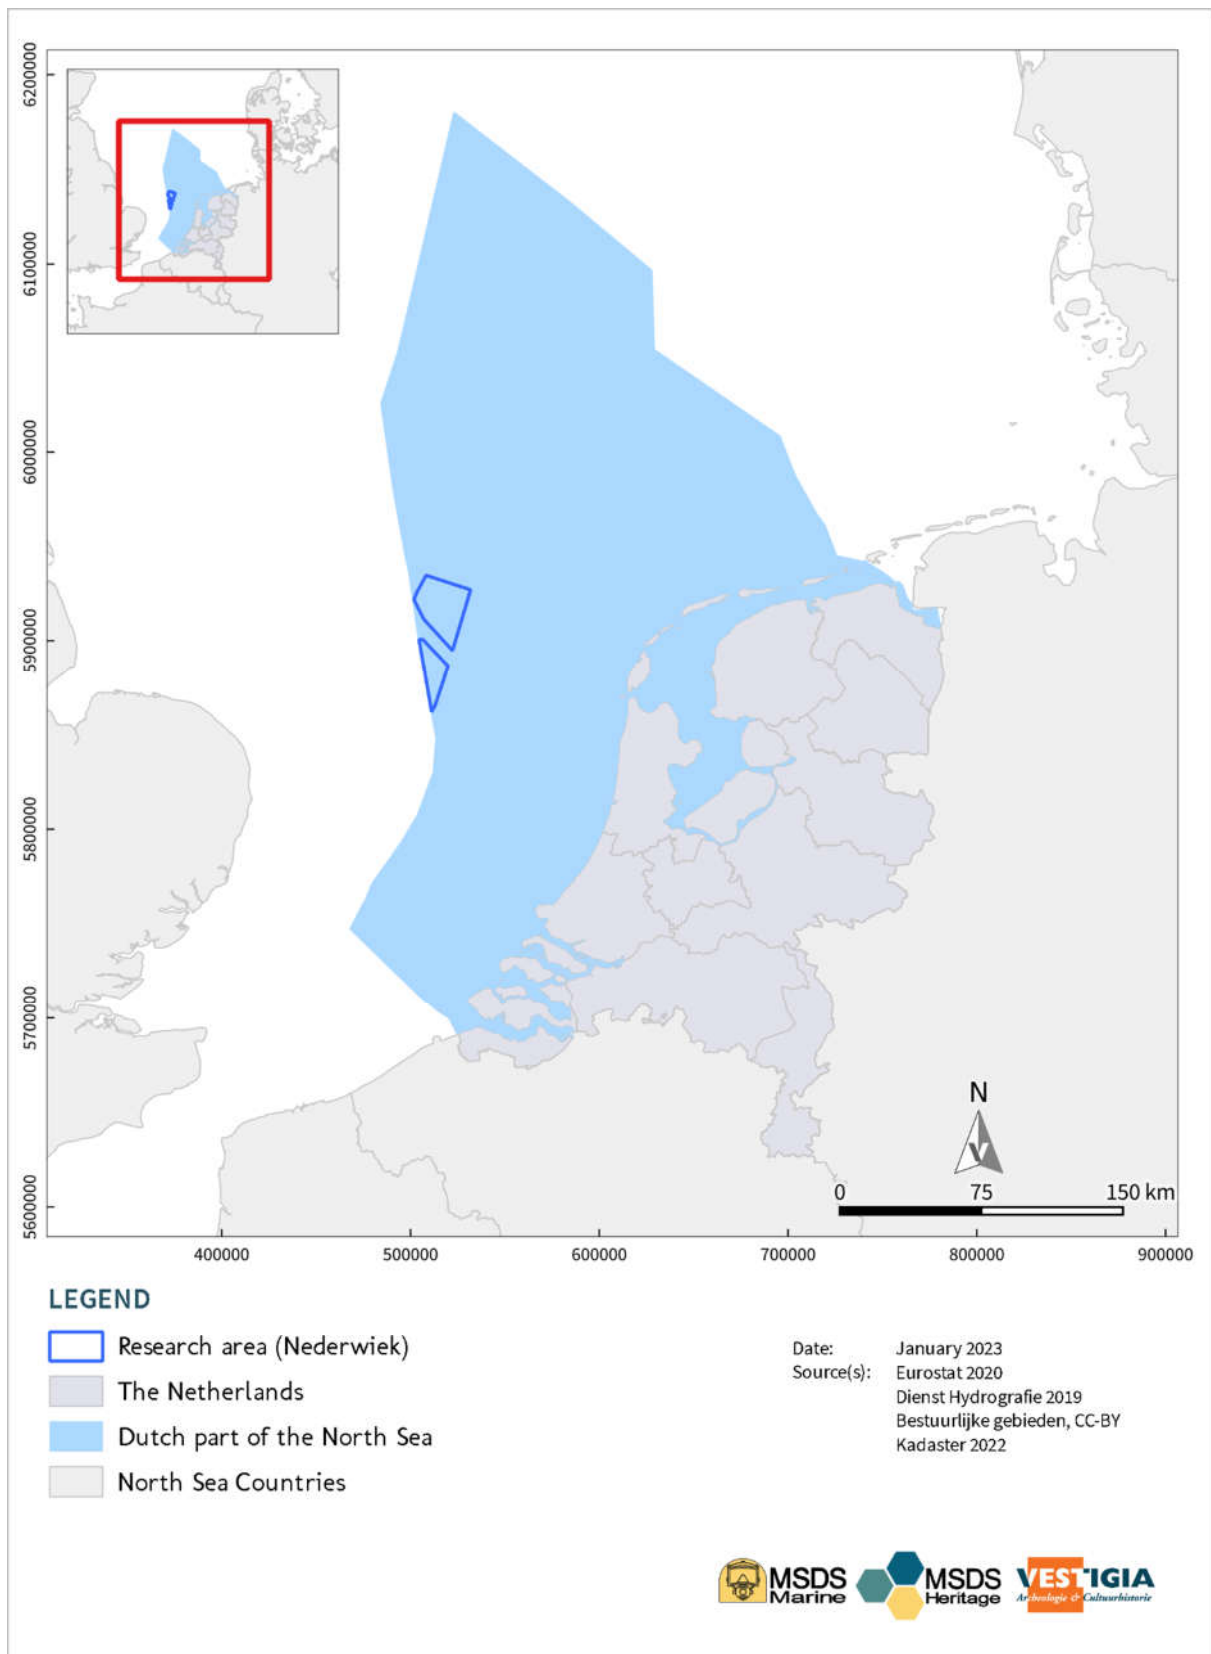 6200000
6100000
6000000
5900000
5800000
5700000
5600000
N
0 75 150 km
400000 500000 600000 700000 800000 900000
LEGEND
Research area (Nederwiek)
The Netherlands
Dutch part of the North Sea
North Sea Countries
Date: January 2023
Source(s): Eurostat 2020
Dienst Hydrografie 2019
Bestuurlijke gebieden, CC-BY
Kadaster 2022
MSDS
Marine
MSDS
Heritage
VESTIGIA
Archeologie & Cultuurhistorie